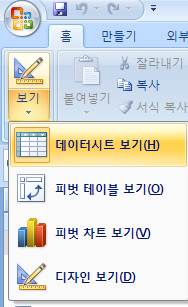 홈 만들기 외부
보기
붙여넣기
잘라내기
복사
서식 복사
데이터시트 보기(H)
피벗 테이블 보기(O)
피벗 차트 보기(V)
디자인 보기(D)